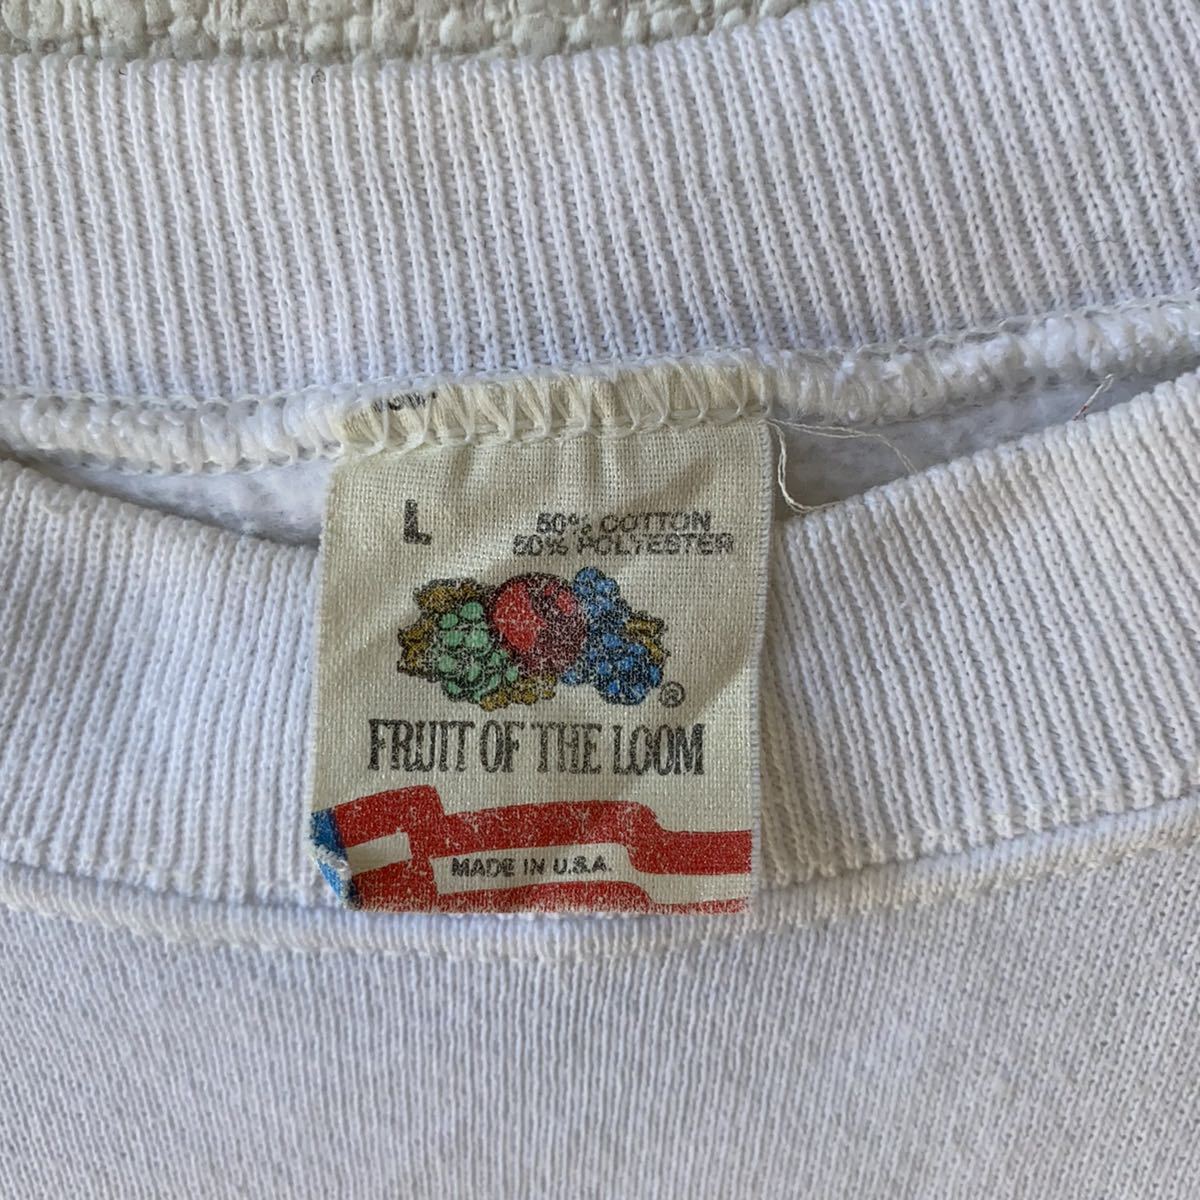 L
50% COTTON
50% POLYESTER
®
FRUIT OF THE LOOM
MADE IN U.S.A.